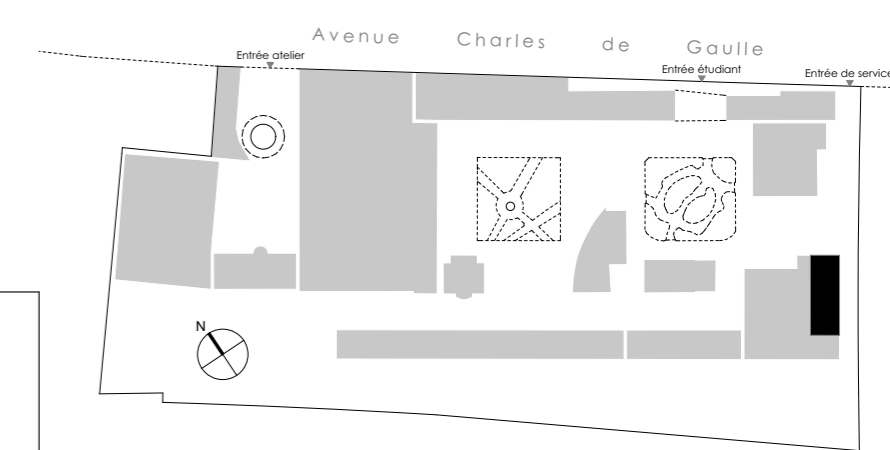 Avenue Charles de Gaulle
Entrée atelier
Entrée étudiant
Entrée de service
N